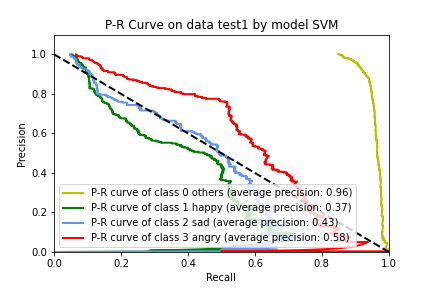 P-R Curve on data test1 by model SVM
1.0
0.8
0.6
0.4
0.2
0.0
Precision
P-R curve of class 0 others (average precision: 0.96)
P-R curve of class 1 happy (average precision: 0.37)
P-R curve of class 2 sad (average precision: 0.43)
P-R curve of class 3 angry (average precision: 0.58)
0.0 0.2 0.4 0.6 0.8 1.0
Recall